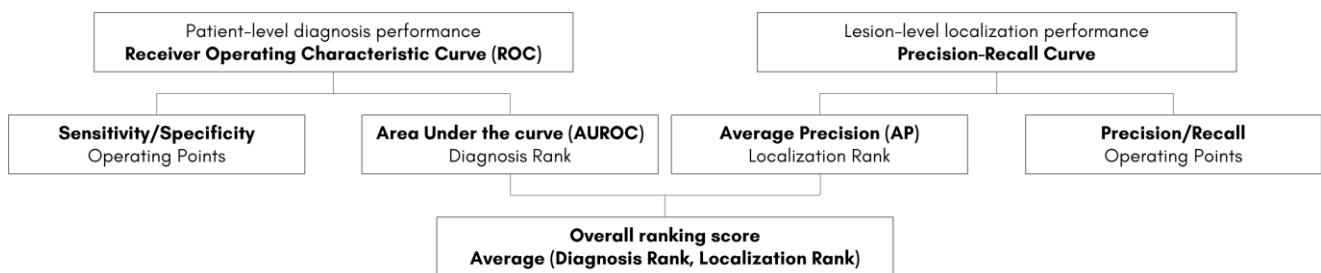 Patient-level diagnosis performance
Receiver Operating Characteristic Curve (ROC)
Lesion-level localization performance
Precision-Recall Curve
Sensitivity/Specificity
Operating Points
Area Under the curve (AUROC)
Diagnosis Rank
Average Precision (AP)
Localization Rank
Precision/Recall
Operating Points
Overall ranking score
Average (Diagnosis Rank, Localization Rank)